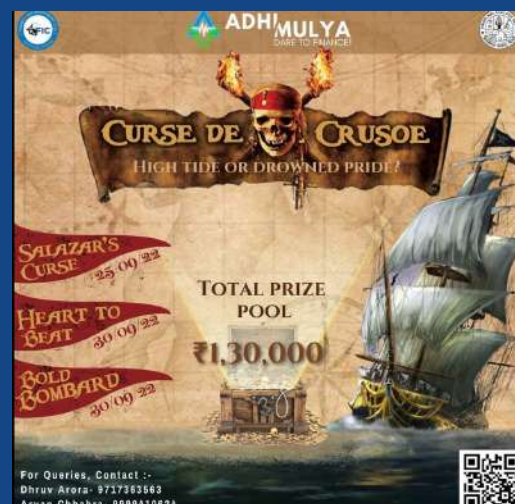 FIC
ADHI MULYA
DARE TO FINANCE!
CURSE DE CRUSOE
HIGH TIDE OR DROWNED PRIDE?
SALAZAR'S
CURSE 25/09/22
HEART TO
BEAT 30/09/22
BOLD
BOMBARD 30/09/22
TOTAL PRIZE
POOL
₹1,30,000
For Queries, Contact :-
Dhruv Arora- 9717363563